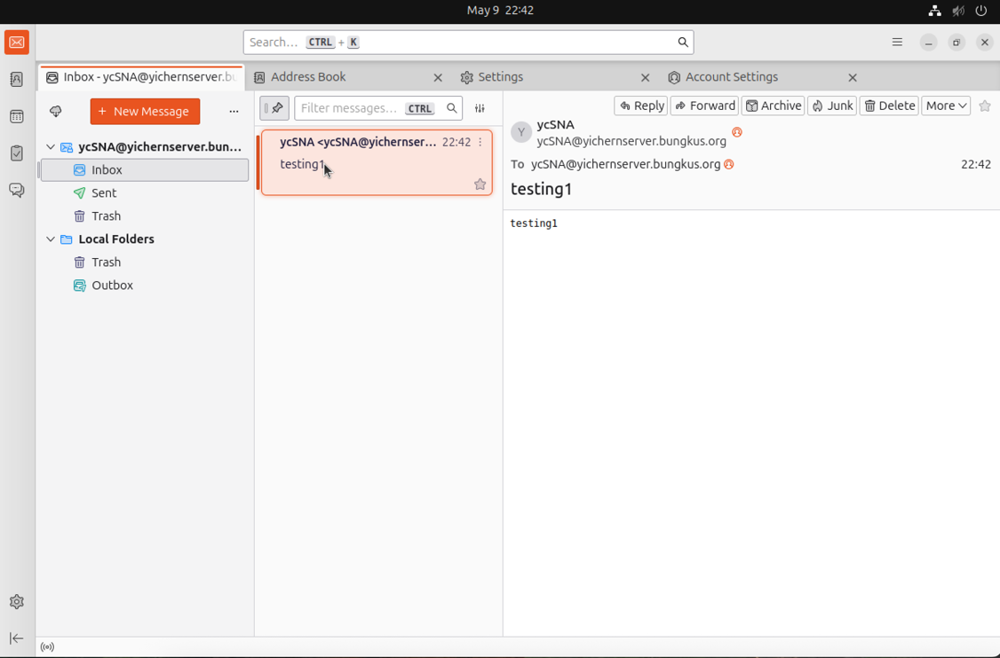 May 9 22:42
Search... CTRL + K
Inbox - ycSNA@yichernserver.bu
Address Book
Settings
Account Settings
+ New Message
Filter messages... CTRL
Reply
Forward
Archive
Junk
Delete
More
ycSNA@yichernserver.bun...
Inbox
Sent
Trash
Local Folders
Trash
Outbox
ycSNA <ycSNA@yichernser... 22:42
testing1
Y
ycSNA
ycSNA@yichernserver.bungkus.org
To ycSNA@yichernserver.bungkus.org 22:42
testing1
testing1